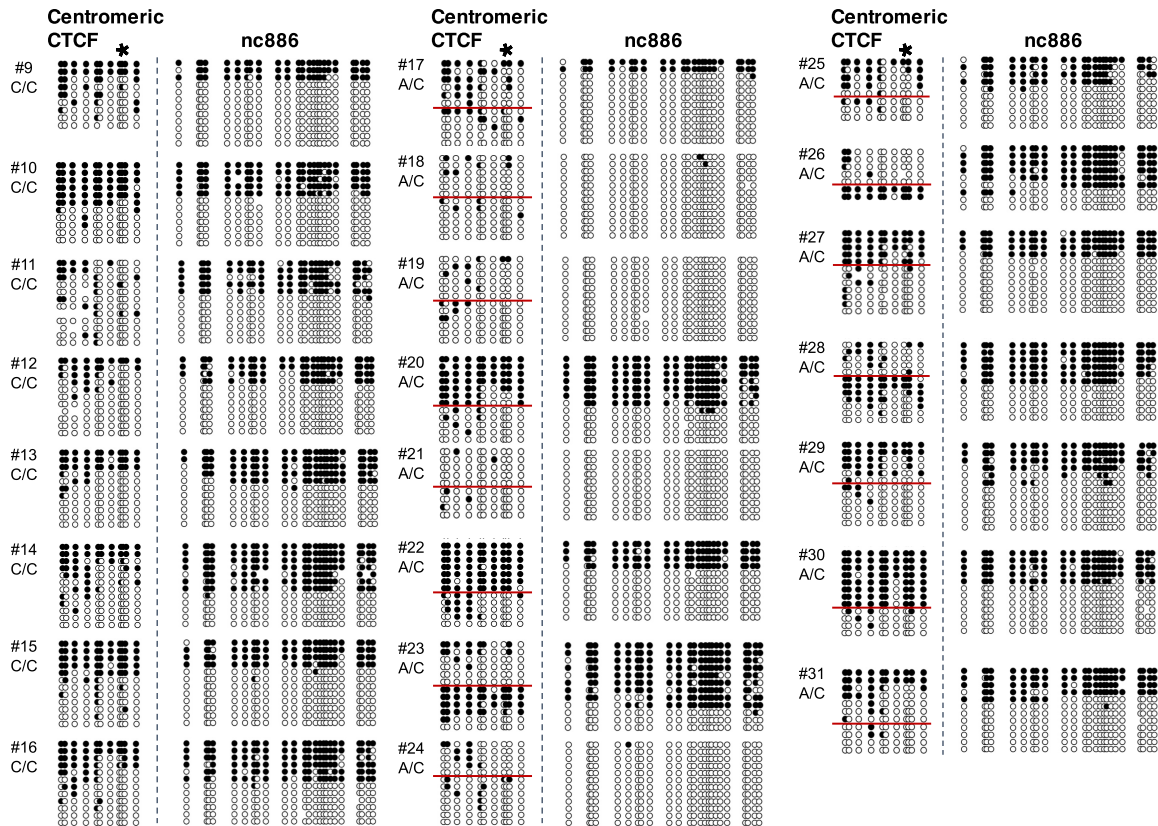 Centromeric
CTCF * nc886
#9
C/C
#10
C/C
#11
C/C
#12
C/C
#13
C/C
#14
C/C
#15
C/C
#16
C/C
Centromeric
CTCF * nc886
#17
A/C
#18
A/C
#19
A/C
#20
A/C
#21
A/C
#22
A/C
#23
A/C
#24
A/C
Centromeric
CTCF * nc886
#25
A/C
#26
A/C
#27
A/C
#28
A/C
#29
A/C
#30
A/C
#31
A/C